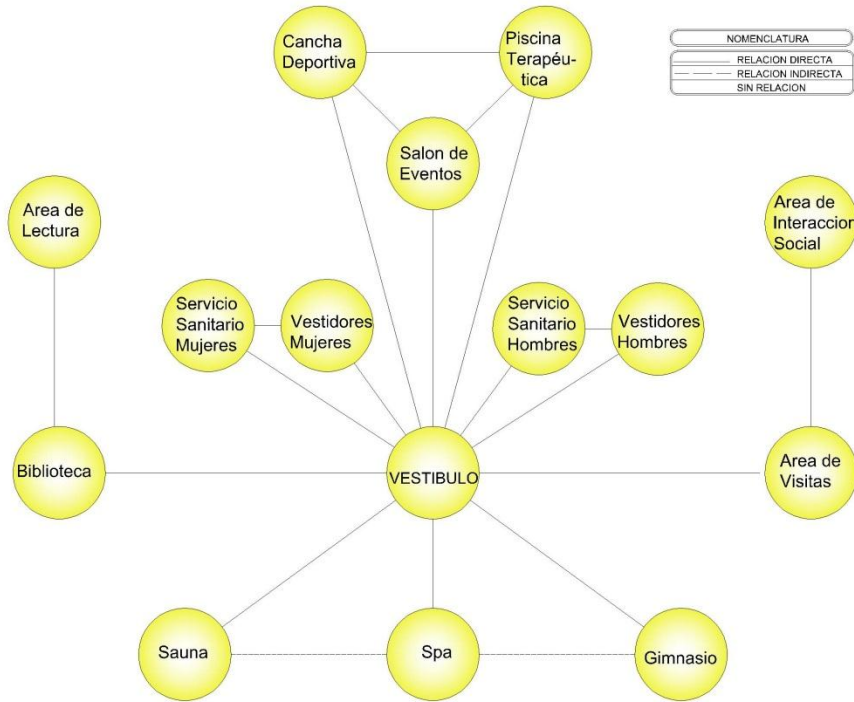 Cancha
Deportiva
Piscina
Terapéu-
tica
NOMENCLATURA
RELACION DIRECTA
RELACION INDIRECTA
SIN RELACION
Salon de
Eventos
Area de
Lectura
Area de
Interaccion
Social
Servicio
Sanitario
Mujeres
Vestidores
Mujeres
Servicio
Sanitario
Hombres
Vestidores
Hombres
Biblioteca
VESTIBULO
Area de
Visitas
Sauna
Spa
Gimnasio